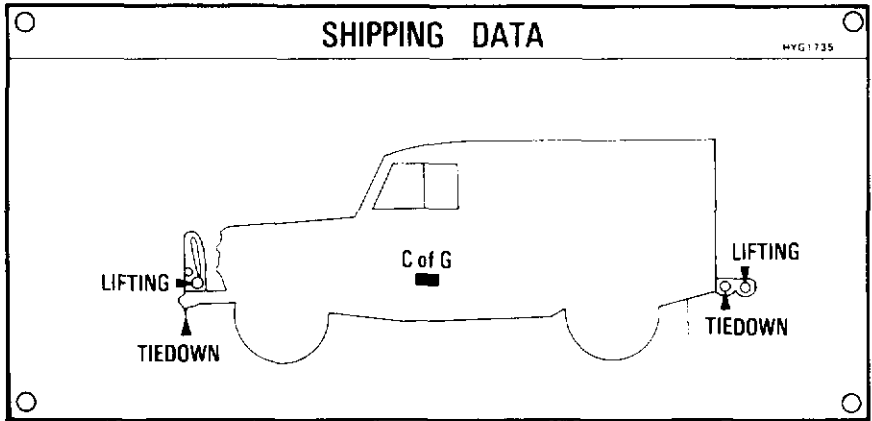 SHIPPING DATA
HYG1735
C of G
LIFTING
LIFTING
TIEDOWN
TIEDOWN